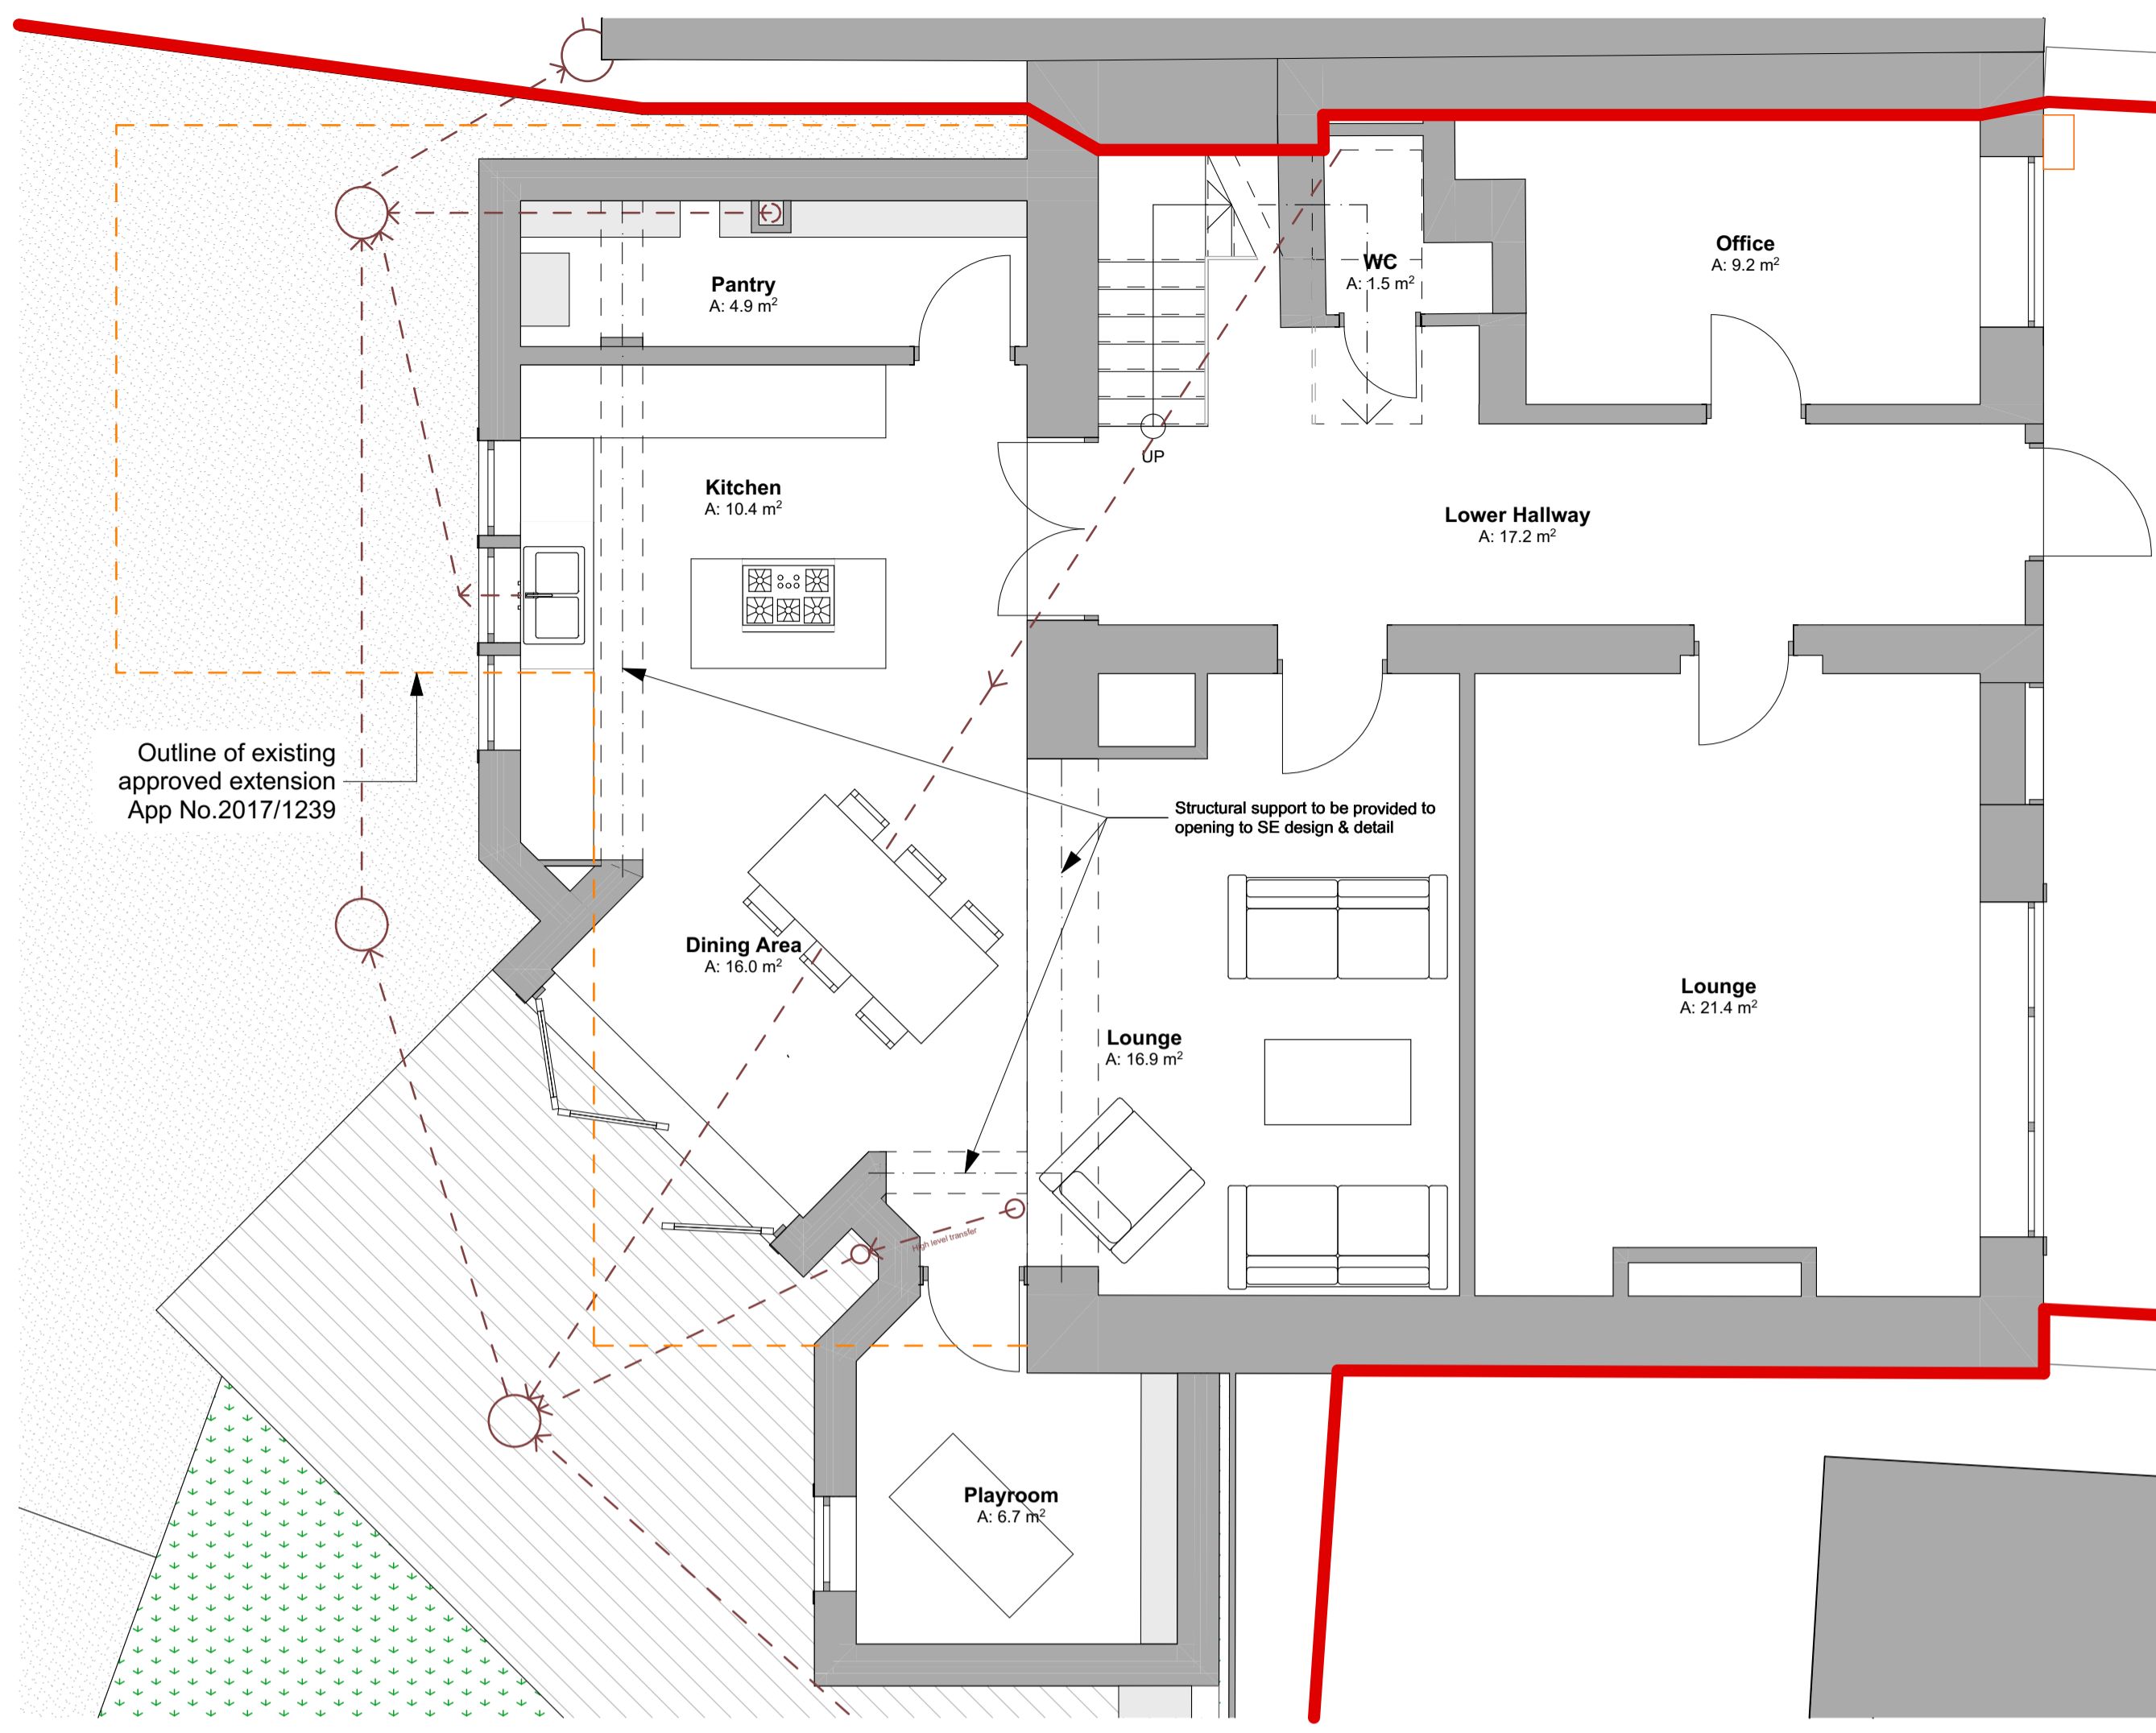 Pantry
A: 4.9 m²
WC
A: 1.5 m²
Office
A: 9.2 m²
UP
Kitchen
A: 10.4 m²
Lower Hallway
A: 17.2 m²
Outline of existing
approved extension
App No.2017/1239
Structural support to be provided to
opening to SE design & detail
Dining Area
A: 16.0 m²
Lounge
A: 16.9 m²
Lounge
A: 21.4 m²
High level transfer
Playroom
A: 6.7 m²